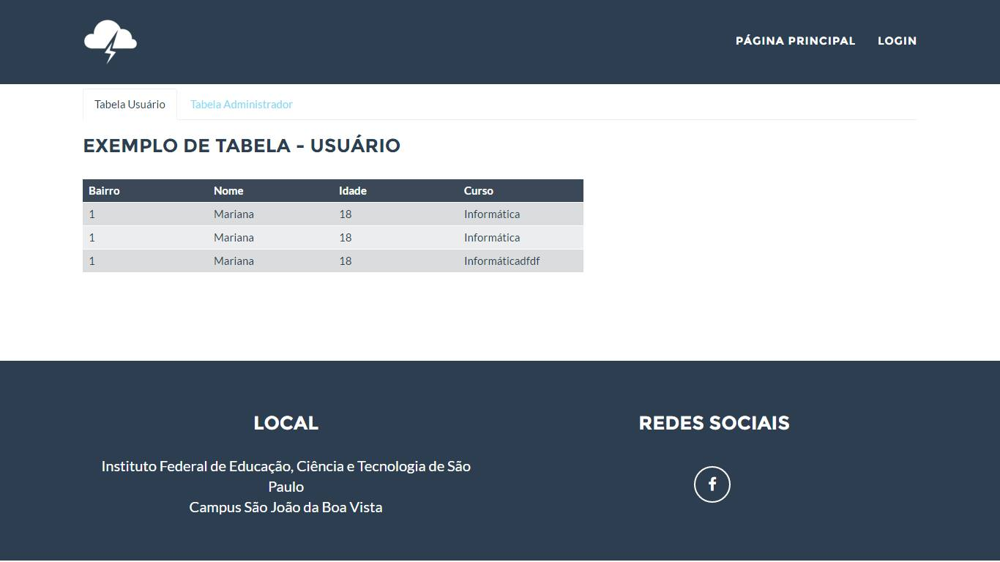 PÁGINA PRINCIPAL LOGIN
Tabela Usuário Tabela Administrador
EXEMPLO DE TABELA - USUÁRIO
Bairro Nome Idade Curso
1 Mariana 18 Informática
1 Mariana 18 Informática
1 Mariana 18 Informáticadfdf
LOCAL
Instituto Federal de Educação, Ciência e Tecnologia de São
Paulo
Campus São João da Boa Vista
REDES SOCIAIS